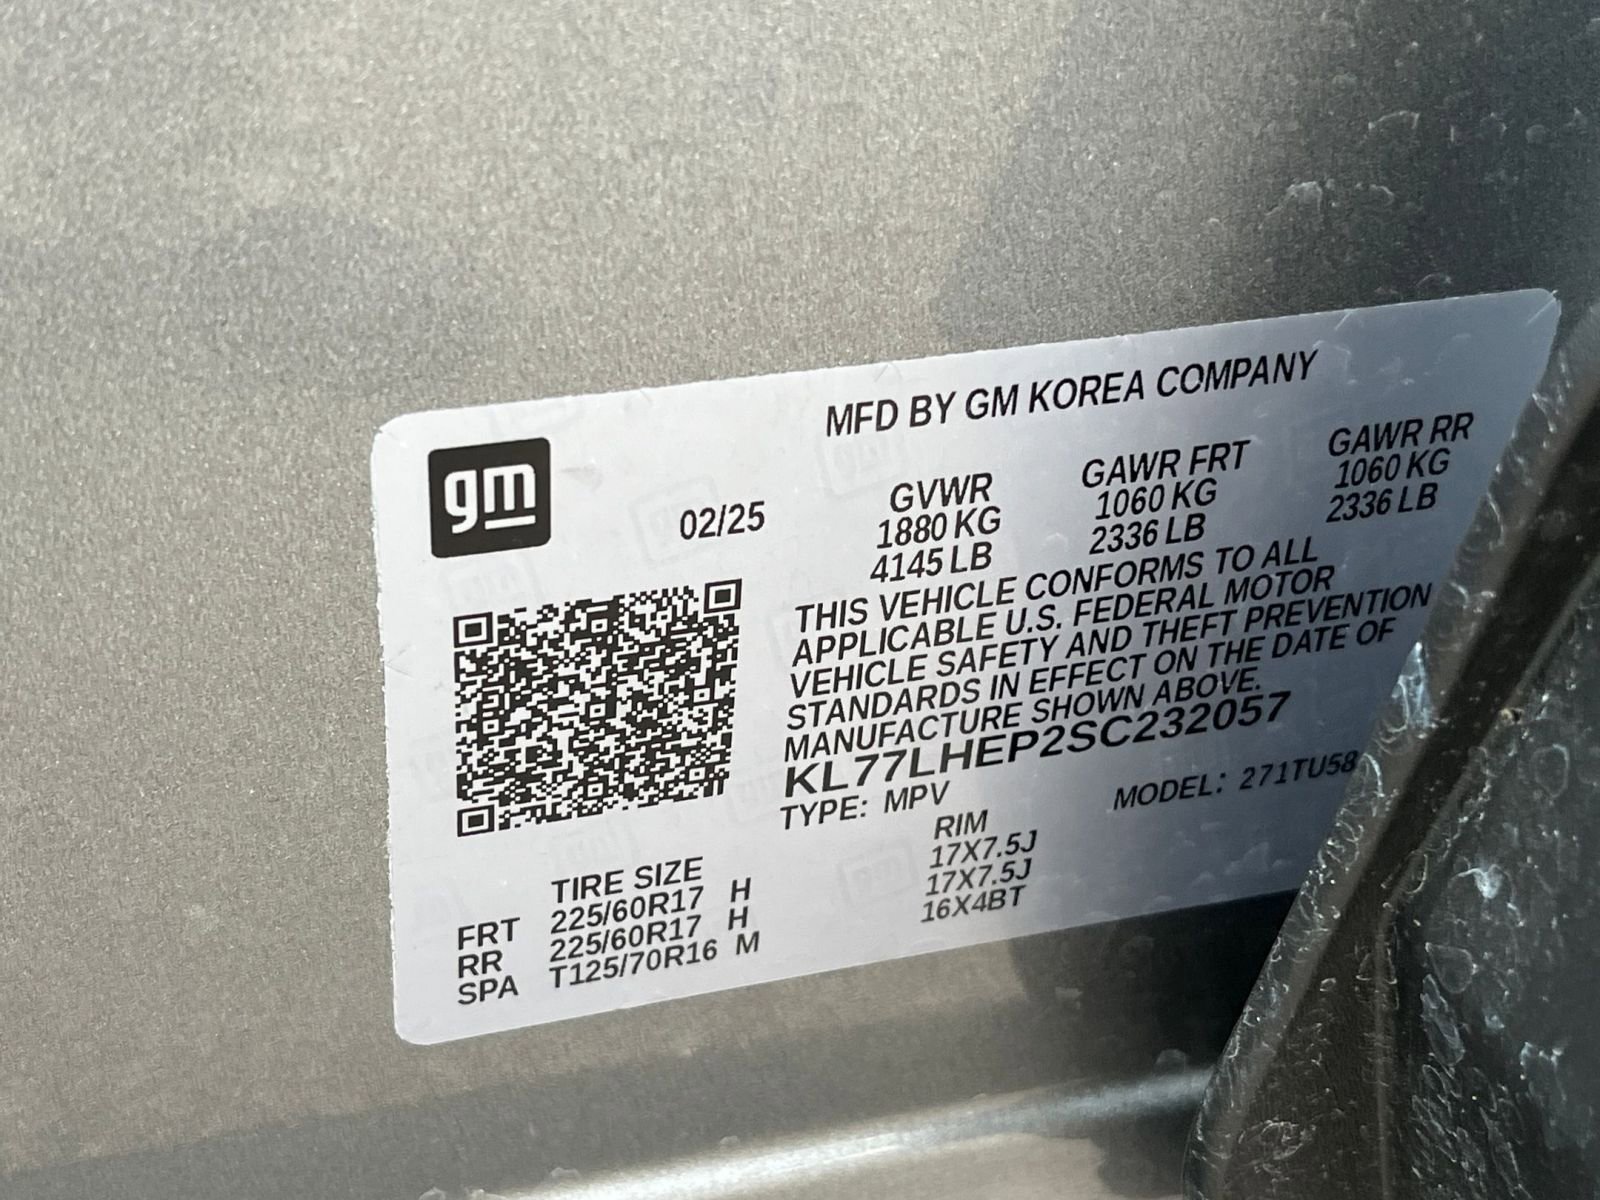 MFD BY GM KOREA COMPANY
gm
02/25
GVWR GAWR FRT GAWR RR
1880 KG 1060 KG 1060 KG
4145 LB 2336 LB 2336 LB
THIS VEHICLE CONFORMS TO ALL
APPLICABLE U.S. FEDERAL MOTOR
VEHICLE SAFETY AND THEFT PREVENTION
STANDARDS IN EFFECT ON THE DATE OF
MANUFACTURE SHOWN ABOVE.
KL77LHEP2SC232057
TYPE: MPV MODEL: 271TU58
TIRE SIZE RIM
FRT 225/60R17 H 17X7.5J
RR 225/60R17 H 17X7.5J
SPA T125/70R16 M 16X4BT